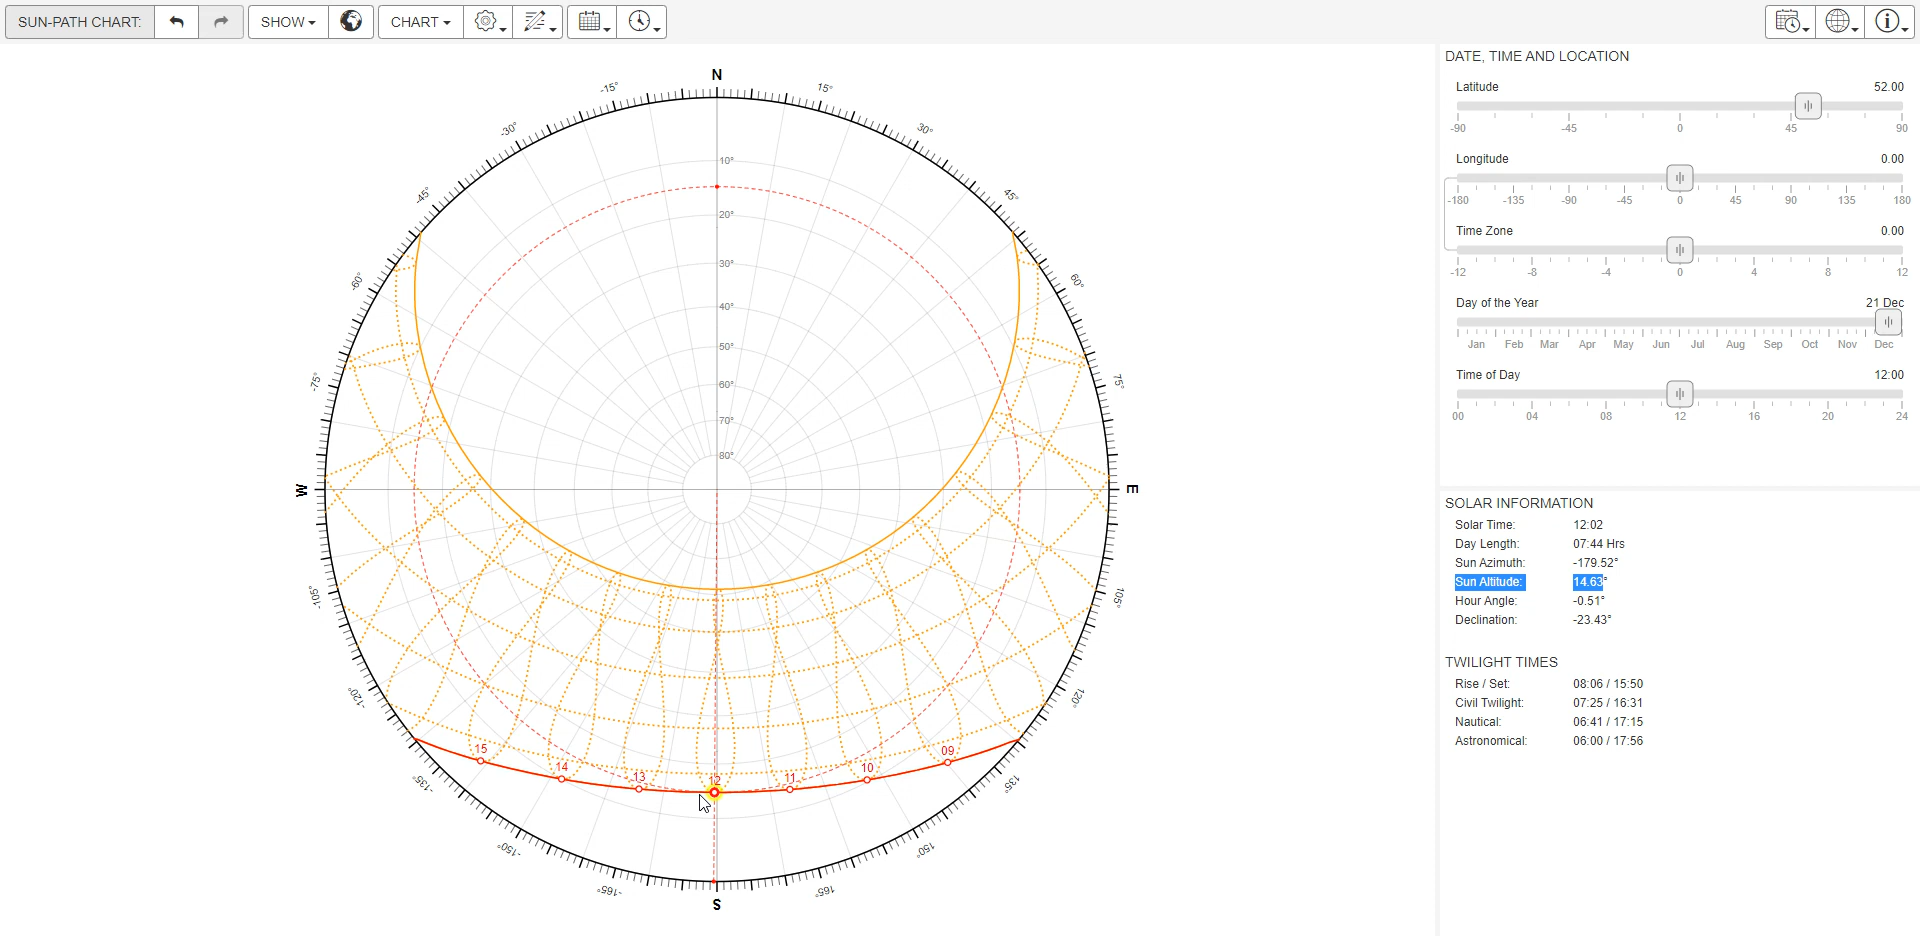 SUN-PATH CHART:
SHOW
CHART
DATE, TIME AND LOCATION
Latitude 52.00
-90 -45 0 45 90
Longitude 0.00
-180 -135 -90 -45 0 45 90 135 180
Time Zone 0.00
-12 -8 -4 0 4 8 12
Day of the Year 21 Dec
Jan Feb Mar Apr May Jun Jul Aug Sep Oct Nov Dec
Time of Day 12:00
00 04 08 12 16 20 24
SOLAR INFORMATION
Solar Time: 12:02
Day Length: 07:44 Hrs
Sun Azimuth: -179.52°
Sun Altitude: 14.63°
Hour Angle: -0.51°
Declination: -23.43°
TWILIGHT TIMES
Rise / Set: 08:06 / 15:50
Civil Twilight: 07:25 / 16:31
Nautical: 06:41 / 17:15
Astronomical: 06:00 / 17:56
N
-15° 15°
-30° 30°
-45° 45°
-60° 60°
-75° 75°
W E
-105° 105°
-120° 120°
-135° 135°
-150° 150°
-165° 165°
S
10°
20°
30°
40°
50°
60°
70°
80°
15 14 13 12 11 10 09